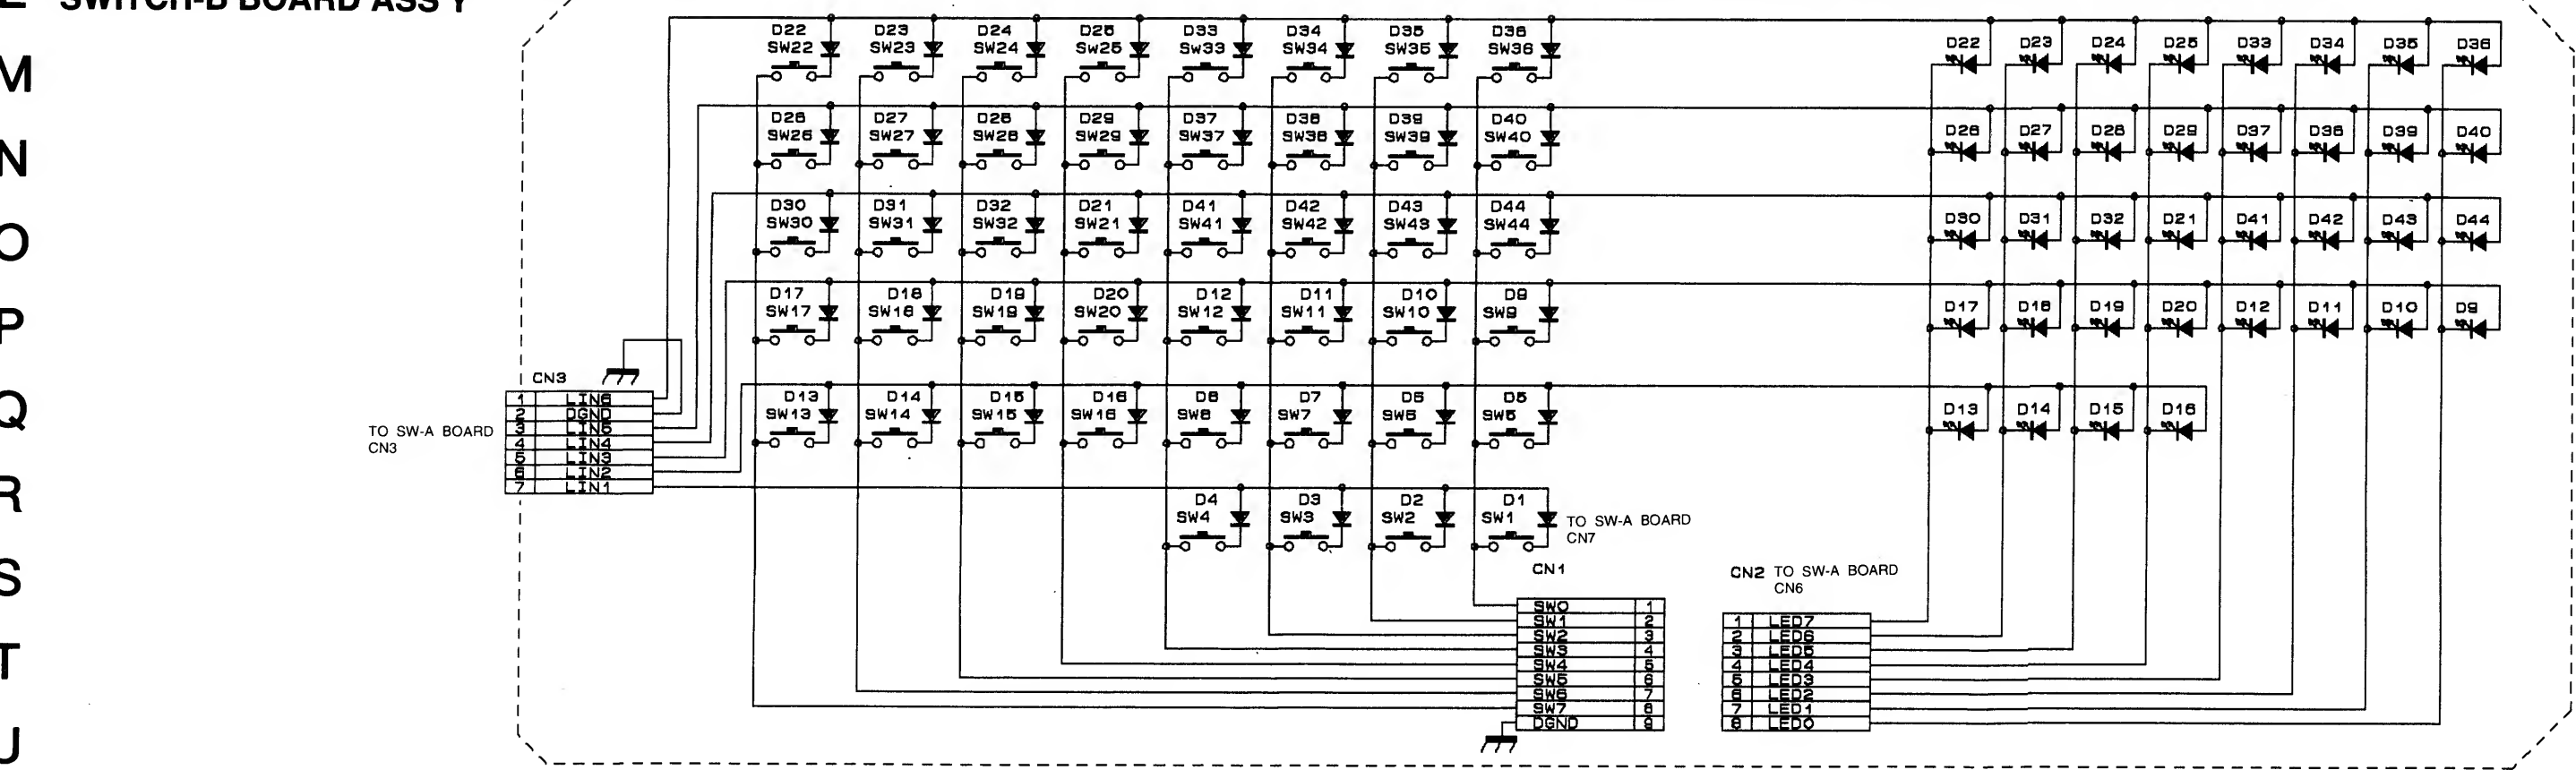 SWITCH-B BOARD ASS'Y
M
N
O
P
Q
R
S
T
U
D22 D23 D24 D25 D33 D34 D35 D36
SW22 SW23 SW24 SW25 SW33 SW34 SW35 SW36
D26 D27 D28 D29 D37 D38 D39 D40
SW26 SW27 SW28 SW29 SW37 SW38 SW39 SW40
D30 D31 D32 D21 D41 D42 D43 D44
SW30 SW31 SW32 SW21 SW41 SW42 SW43 SW44
D17 D18 D19 D20 D12 D11 D10 D9
SW17 SW18 SW19 SW20 SW12 SW11 SW10 SW9
D13 D14 D15 D16 D8 D7 D6 D5
SW13 SW14 SW15 SW16 SW8 SW7 SW6 SW5
D4 D3 D2 D1
SW4 SW3 SW2 SW1
D22 D23 D24 D25 D33 D34 D35 D36
D26 D27 D28 D29 D37 D38 D39 D40
D30 D31 D32 D21 D41 D42 D43 D44
D17 D18 D19 D20 D12 D11 D10 D9
D13 D14 D15 D16
CN3
TO SW-A BOARD
CN3
1 LIN6
2 DGND
3 LIN5
4 LIN4
5 LIN3
6 LIN2
7 LIN1
TO SW-A BOARD
CN7
CN1
SW0 1
SW1 2
SW2 3
SW3 4
SW4 5
SW5 6
SW6 7
SW7 8
DGND 9
CN2 TO SW-A BOARD
CN6
1 LED7
2 LED6
3 LED5
4 LED4
5 LED3
6 LED2
7 LED1
8 LED0